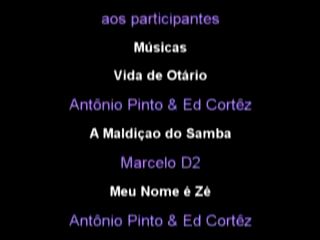 aos participantes
Músicas
Vida de Otário
Antônio Pinto & Ed Cortêz
A Maldiçao do Samba
Marcelo D2
Meu Nome é Zé
Antônio Pinto & Ed Cortêz